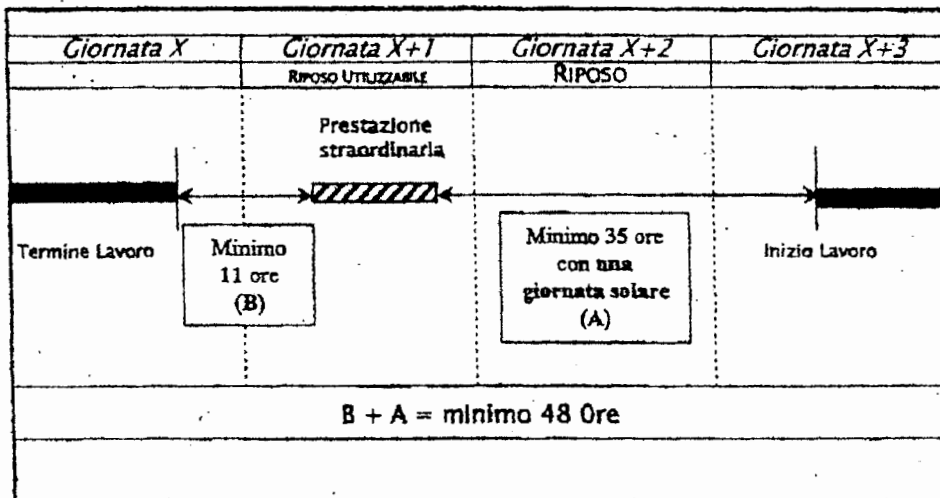 Giornata X Giornata X+1 Giornata X+2 Giornata X+3
RIPOSO UTILIZZABILE RIPOSO
Prestazione
straordinaria
Termine Lavoro
Minimo
11 ore
(B)
Minimo 35 ore
con una
giornata solare
(A)
Inizio Lavoro
B + A = minimo 48 Ore